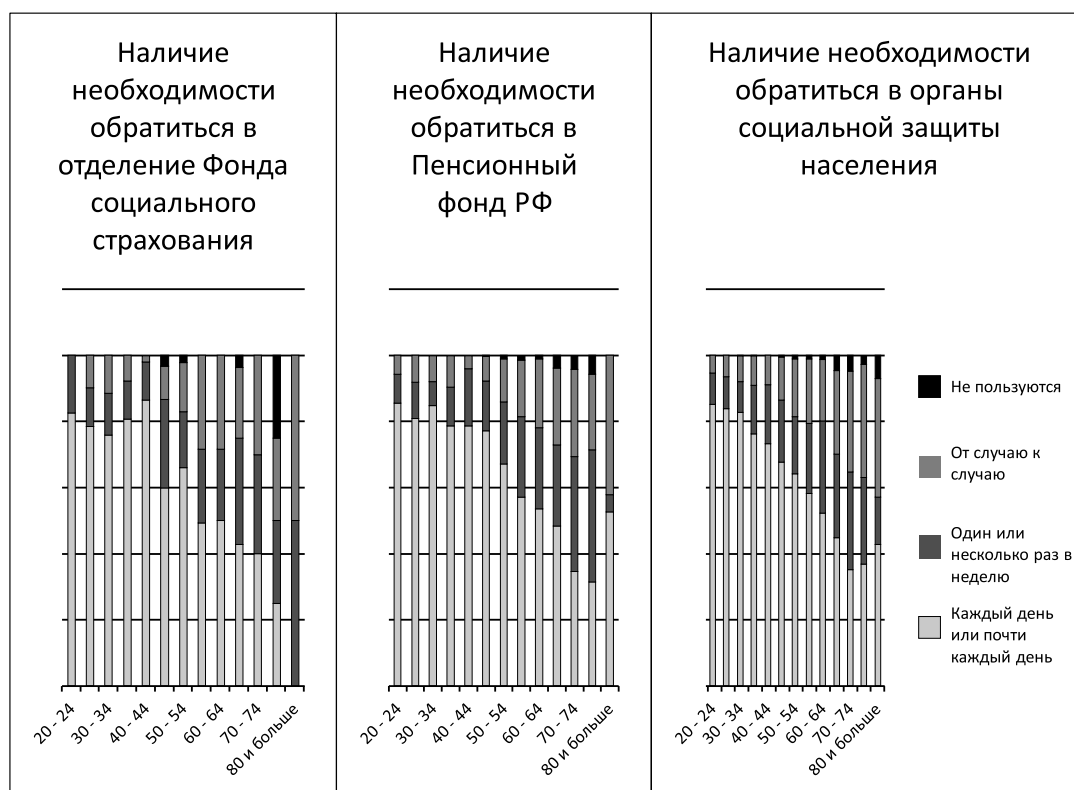 Наличие
необходимости
обратиться в
отделение Фонда
социального
страхования
Наличие
необходимости
обратиться в
Пенсионный
фонд РФ
Наличие необходимости
обратиться в органы
социальной защиты
населения
20 - 24
30 - 34
40 - 44
50 - 54
60 - 64
70 - 74
80 и больше
20 - 24
30 - 34
40 - 44
50 - 54
60 - 64
70 - 74
80 и больше
20 - 24
30 - 34
40 - 44
50 - 54
60 - 64
70 - 74
80 и больше
Не пользуются
От случаю к
случаю
Один или
несколько раз в
неделю
Каждый день
или почти
каждый день